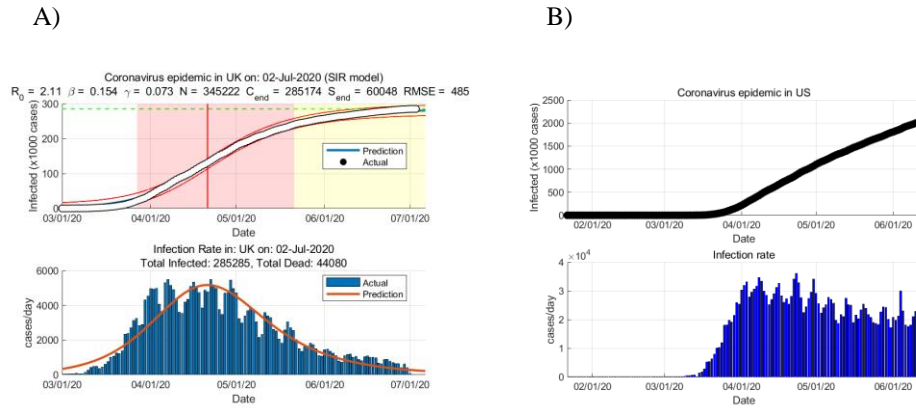 A)
B)
Coronavirus epidemic in UK on: 02-Jul-2020 (SIR model)
R0 = 2.11 β = 0.154 γ = 0.073 N = 345222 Cend = 285174 Send = 60048 RMSE = 485
Infected (x1000 cases)
300
200
100
0
Prediction
Actual
03/01/20 04/01/20 05/01/20 06/01/20 07/01/20
Date
Infection Rate in: UK on: 02-Jul-2020
Total Infected: 285285, Total Dead: 44080
cases/day
6000
4000
2000
0
Actual
Prediction
03/01/20 04/01/20 05/01/20 06/01/20 07/01/20
Date
Coronavirus epidemic in US
Infected (x1000 cases)
2500
2000
1500
1000
500
0
02/01/20 03/01/20 04/01/20 05/01/20 06/01/20
Date
Infection rate
×10^4
cases/day
4
3
2
1
0
02/01/20 03/01/20 04/01/20 05/01/20 06/01/20
Date